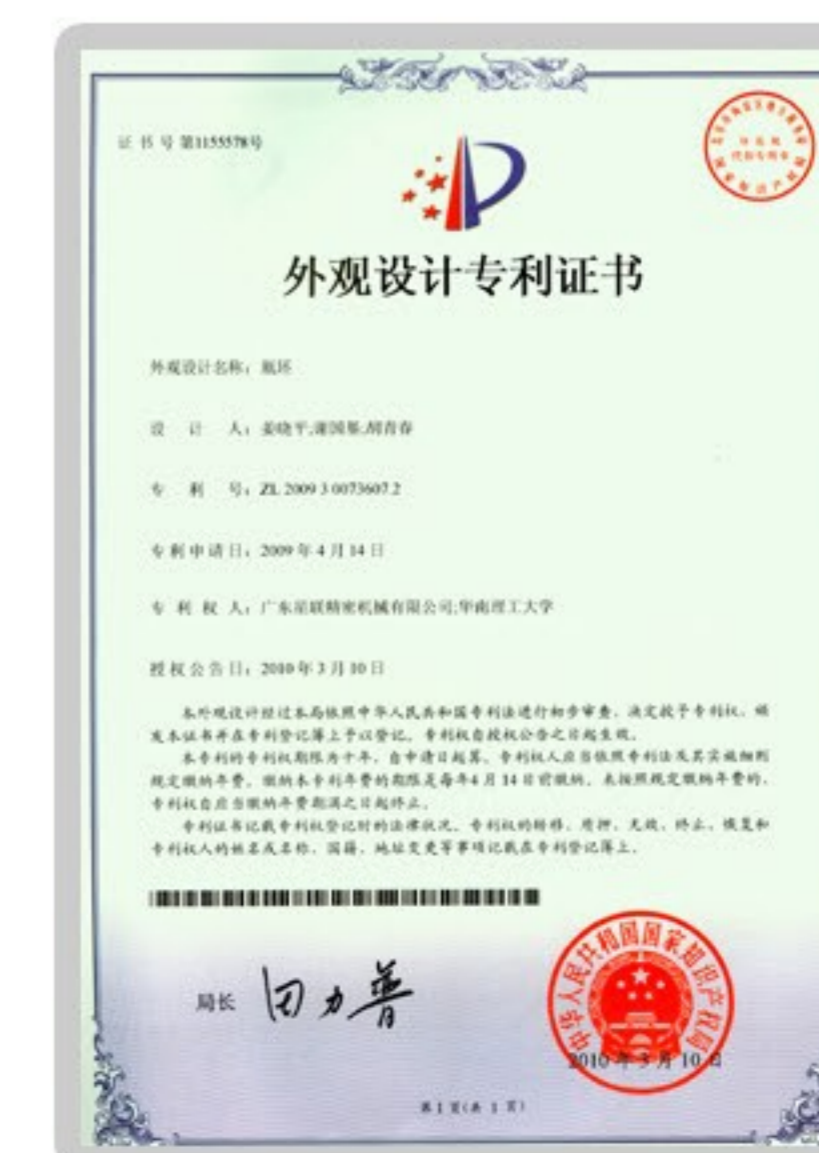 证书号第1155578号
外观设计专利证书
外观设计名称：瓶坯
设 计 人：姜晓平;谢国基;胡青春
专 利 号：ZL 2009 3 0073607.2
专利申请日：2009年4月14日
专 利 权 人：广东星联精密机械有限公司;华南理工大学
授权公告日：2010年3月10日
本外观设计经过本局依照中华人民共和国专利法进行初步审查，决定授予专利权，颁
发本证书并在专利登记簿上予以登记。专利权自授权公告之日起生效。
本专利的专利权期限为十年，自申请日起算。专利权人应当依照专利法及其实施细则
规定缴纳年费。缴纳本专利年费的期限是每年4月14日前缴纳。未按照规定缴纳年费的，
专利权自应当缴纳年费期满之日起终止。
专利证书记载专利权登记时的法律状况。专利权的转移、质押、无效、终止、恢复和
专利权人的姓名或名称、国籍、地址变更等事项记载在专利登记簿上。
局长 田力普
中华人民共和国国家知识产权局
2010年3月10日
第1页(共1页)